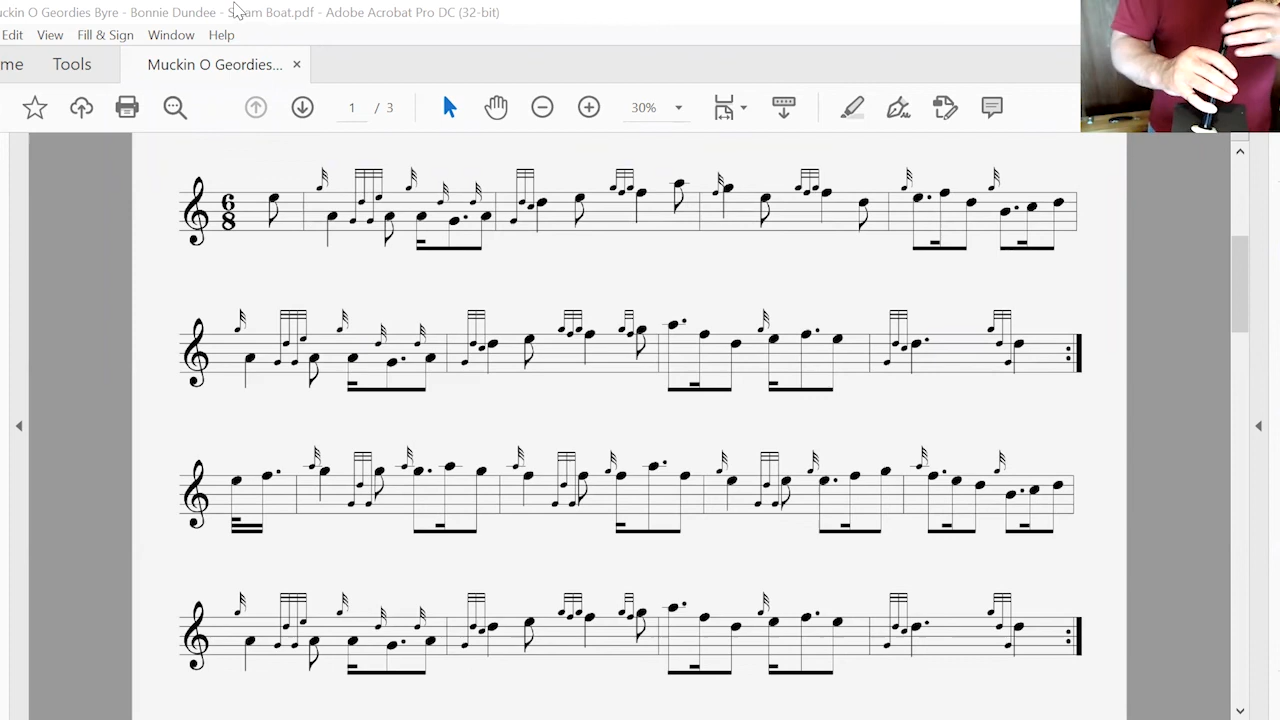 uckin O Geordies Byre - Bonnie Dundee - S am Boat.pdf - Adobe Acrobat Pro DC (32-bit)
Edit View Fill & Sign Window Help
me Tools Muckin O Geordies... ×
1 / 3 30%
6
8